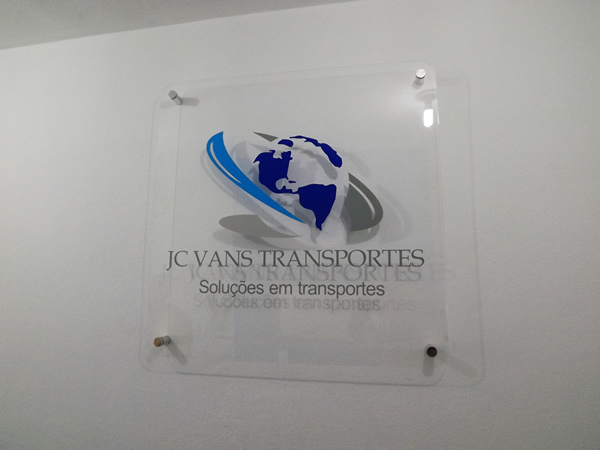 JC VANS TRANSPORTES
Soluções em transportes